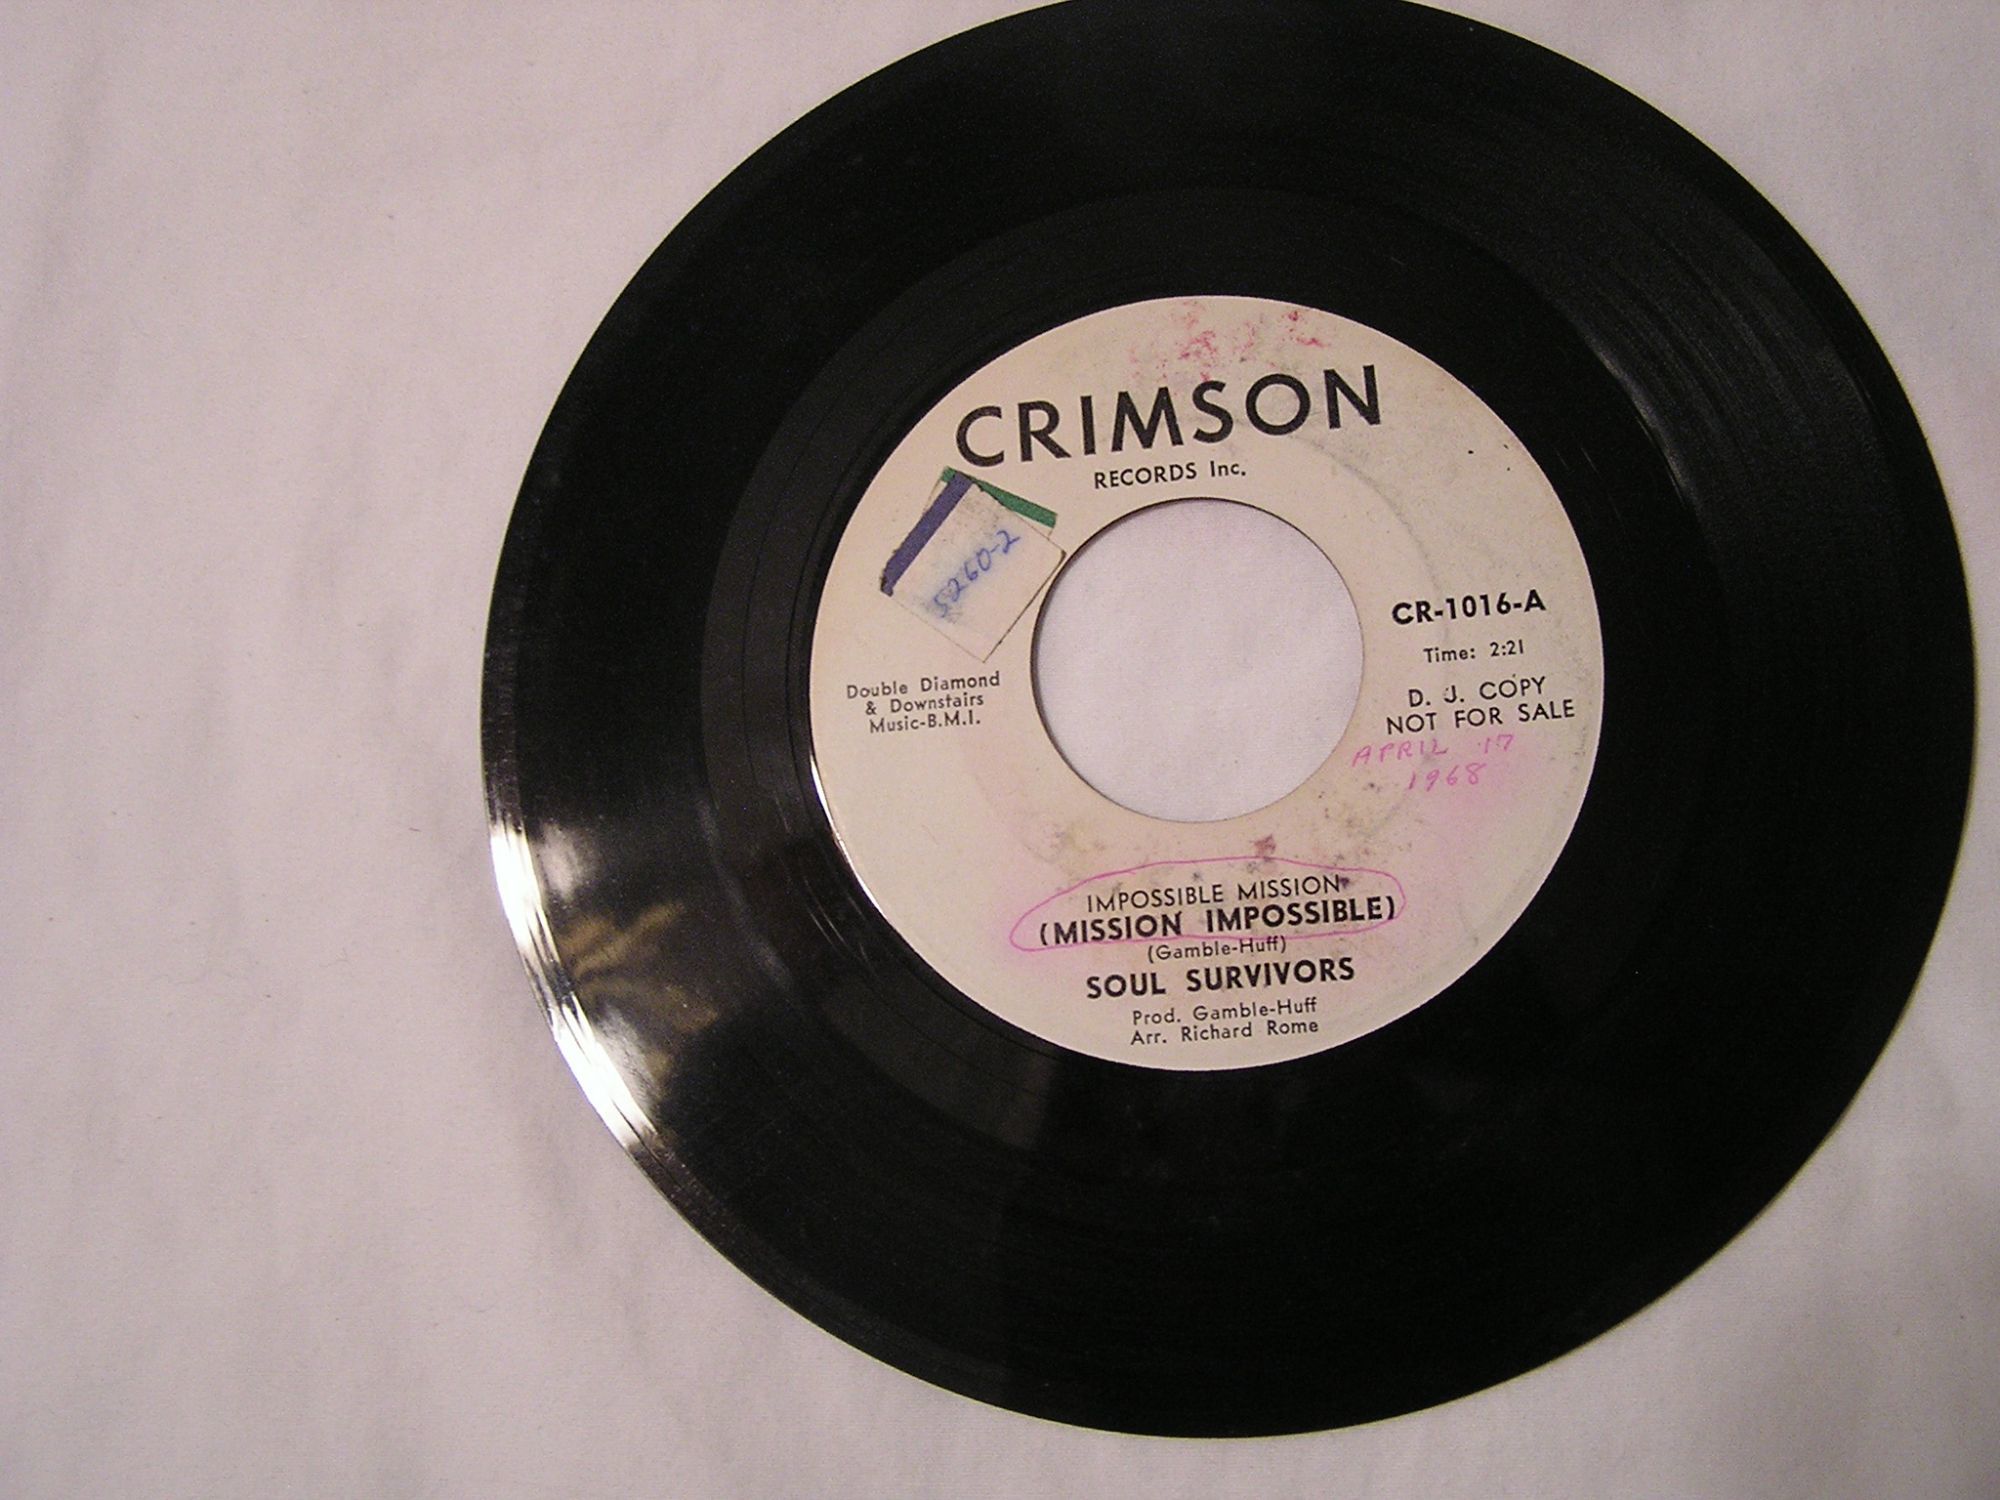 CRIMSON
RECORDS Inc.
5260-2
CR-1016-A
Time: 2:21
D. J. COPY
NOT FOR SALE
APRIL 17
1968
Double Diamond
& Downstairs
Music-B.M.I.
IMPOSSIBLE MISSION
(MISSION IMPOSSIBLE)
(Gamble-Huff)
SOUL SURVIVORS
Prod. Gamble-Huff
Arr. Richard Rome